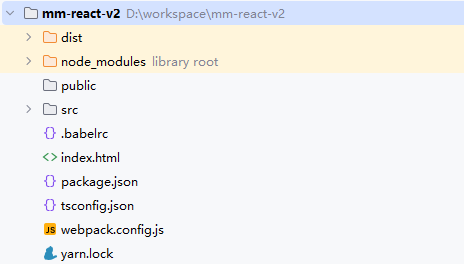 mm-react-v2 D:\workspace\mm-react-v2
dist
node_modules library root
public
src
.babelrc
index.html
package.json
tsconfig.json
webpack.config.js
yarn.lock